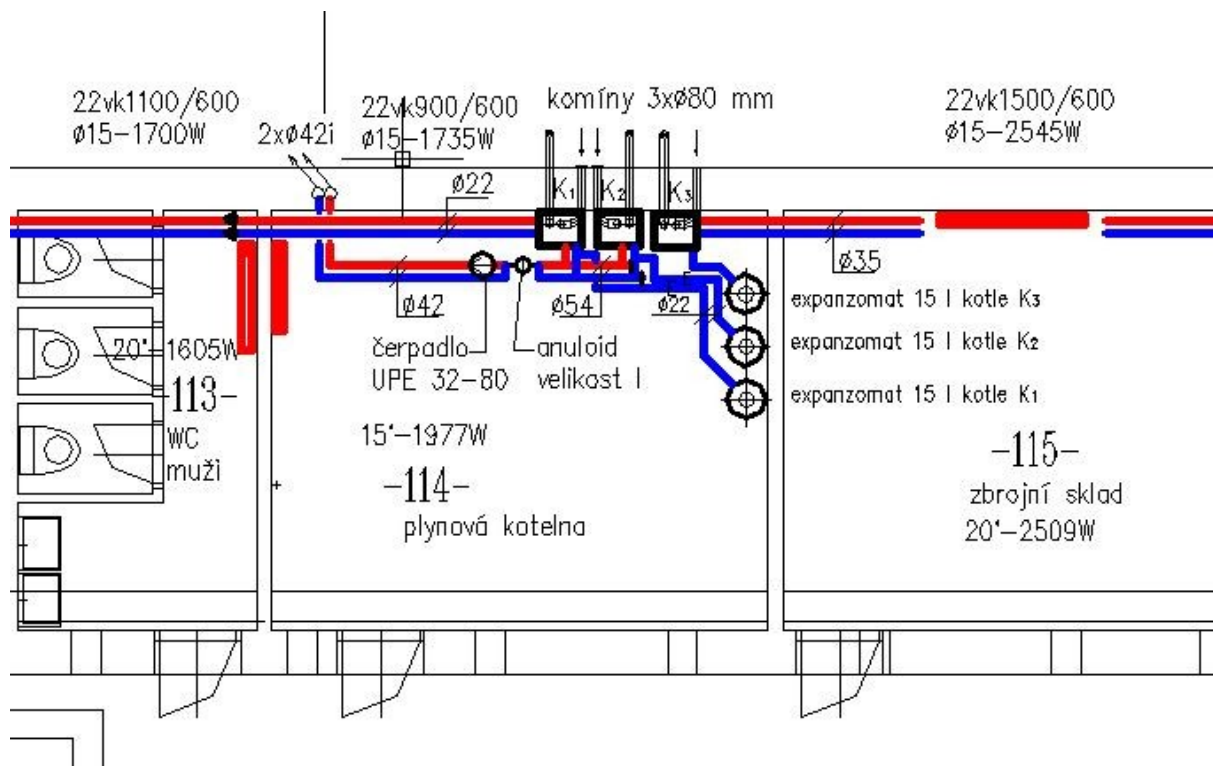 22vk1100/600
ø15-1700W
2xø42i
22vk900/600
ø15-1735W
komíny 3xø80 mm
22vk1500/600
ø15-2545W
ø22
K1
K2
K3
ø35
ø42
ø54
ø22
expanzomat 15 l kotle K3
expanzomat 15 l kotle K2
expanzomat 15 l kotle K1
čerpadlo
UPE 32-80
anuloid
velikost I
20°-1605W
-113-
WC
muži
15°-1977W
-114-
plynová kotelna
-115-
zbrojní sklad
20°-2509W